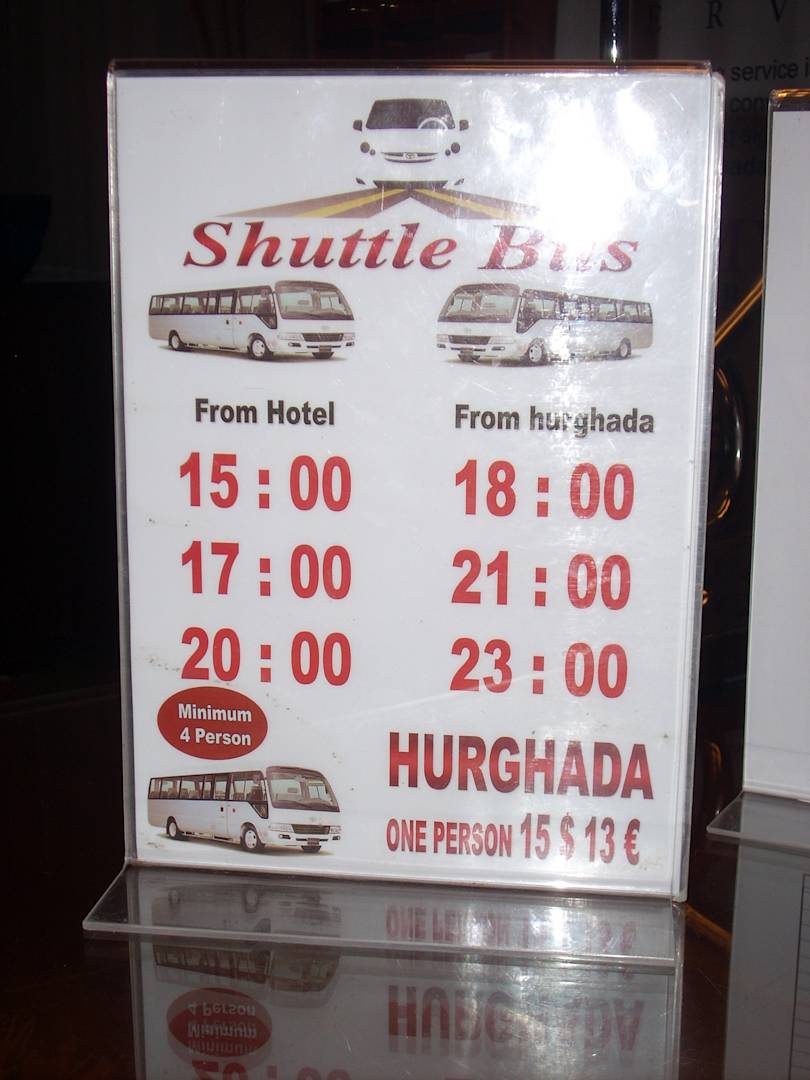 Shuttle Bus
From Hotel
15 : 00
17 : 00
20 : 00
From hurghada
18 : 00
21 : 00
23 : 00
Minimum
4 Person
HURGHADA
ONE PERSON 15 $ 13 €
service